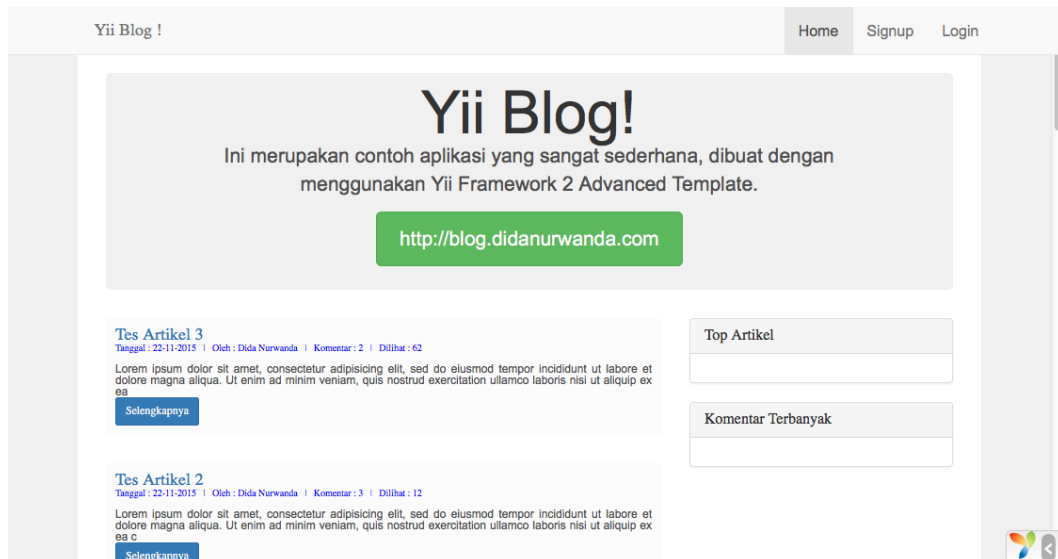 Yii Blog !
Home Signup Login
Yii Blog!
Ini merupakan contoh aplikasi yang sangat sederhana, dibuat dengan
menggunakan Yii Framework 2 Advanced Template.
http://blog.didanurwanda.com
Tes Artikel 3
Tanggal : 22-11-2015 | Oleh : Dida Nurwanda | Komentar : 2 | Dilihat : 62
Lorem ipsum dolor sit amet, consectetur adipisicing elit, sed do eiusmod tempor incididunt ut labore et
dolore magna aliqua. Ut enim ad minim veniam, quis nostrud exercitation ullamco laboris nisi ut aliquip ex
ea
Selengkapnya
Tes Artikel 2
Tanggal : 22-11-2015 | Oleh : Dida Nurwanda | Komentar : 3 | Dilihat : 12
Lorem ipsum dolor sit amet, consectetur adipisicing elit, sed do eiusmod tempor incididunt ut labore et
dolore magna aliqua. Ut enim ad minim veniam, quis nostrud exercitation ullamco laboris nisi ut aliquip ex
ea c
Selengkapnya
Top Artikel
Komentar Terbanyak